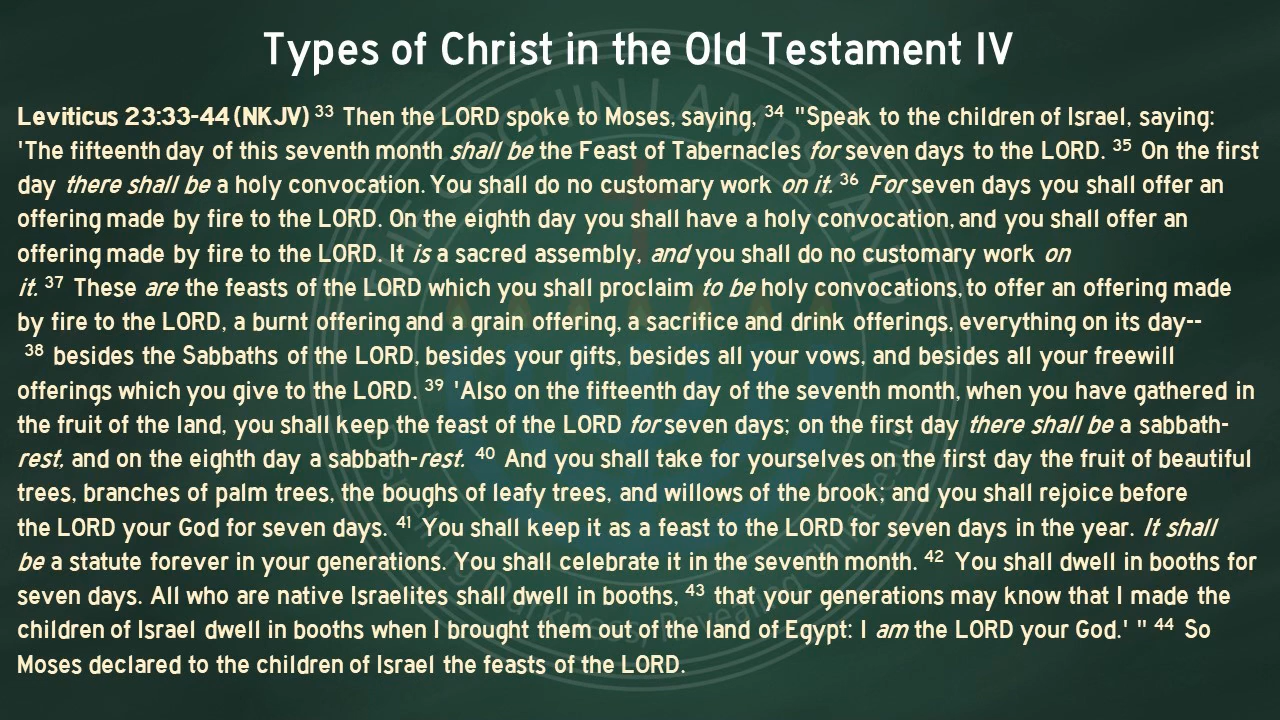 Types of Christ in the Old Testament IV
Leviticus 23:33-44 (NKJV) 33 Then the LORD spoke to Moses, saying, 34 "Speak to the children of Israel, saying:
'The fifteenth day of this seventh month shall be the Feast of Tabernacles for seven days to the LORD. 35 On the first
day there shall be a holy convocation. You shall do no customary work on it. 36 For seven days you shall offer an
offering made by fire to the LORD. On the eighth day you shall have a holy convocation, and you shall offer an
offering made by fire to the LORD. It is a sacred assembly, and you shall do no customary work on
it. 37 These are the feasts of the LORD which you shall proclaim to be holy convocations, to offer an offering made
by fire to the LORD, a burnt offering and a grain offering, a sacrifice and drink offerings, everything on its day--
38 besides the Sabbaths of the LORD, besides your gifts, besides all your vows, and besides all your freewill
offerings which you give to the LORD. 39 'Also on the fifteenth day of the seventh month, when you have gathered in
the fruit of the land, you shall keep the feast of the LORD for seven days; on the first day there shall be a sabbath-
rest, and on the eighth day a sabbath-rest. 40 And you shall take for yourselves on the first day the fruit of beautiful
trees, branches of palm trees, the boughs of leafy trees, and willows of the brook; and you shall rejoice before
the LORD your God for seven days. 41 You shall keep it as a feast to the LORD for seven days in the year. It shall
be a statute forever in your generations. You shall celebrate it in the seventh month. 42 You shall dwell in booths for
seven days. All who are native Israelites shall dwell in booths, 43 that your generations may know that I made the
children of Israel dwell in booths when I brought them out of the land of Egypt: I am the LORD your God.' " 44 So
Moses declared to the children of Israel the feasts of the LORD.